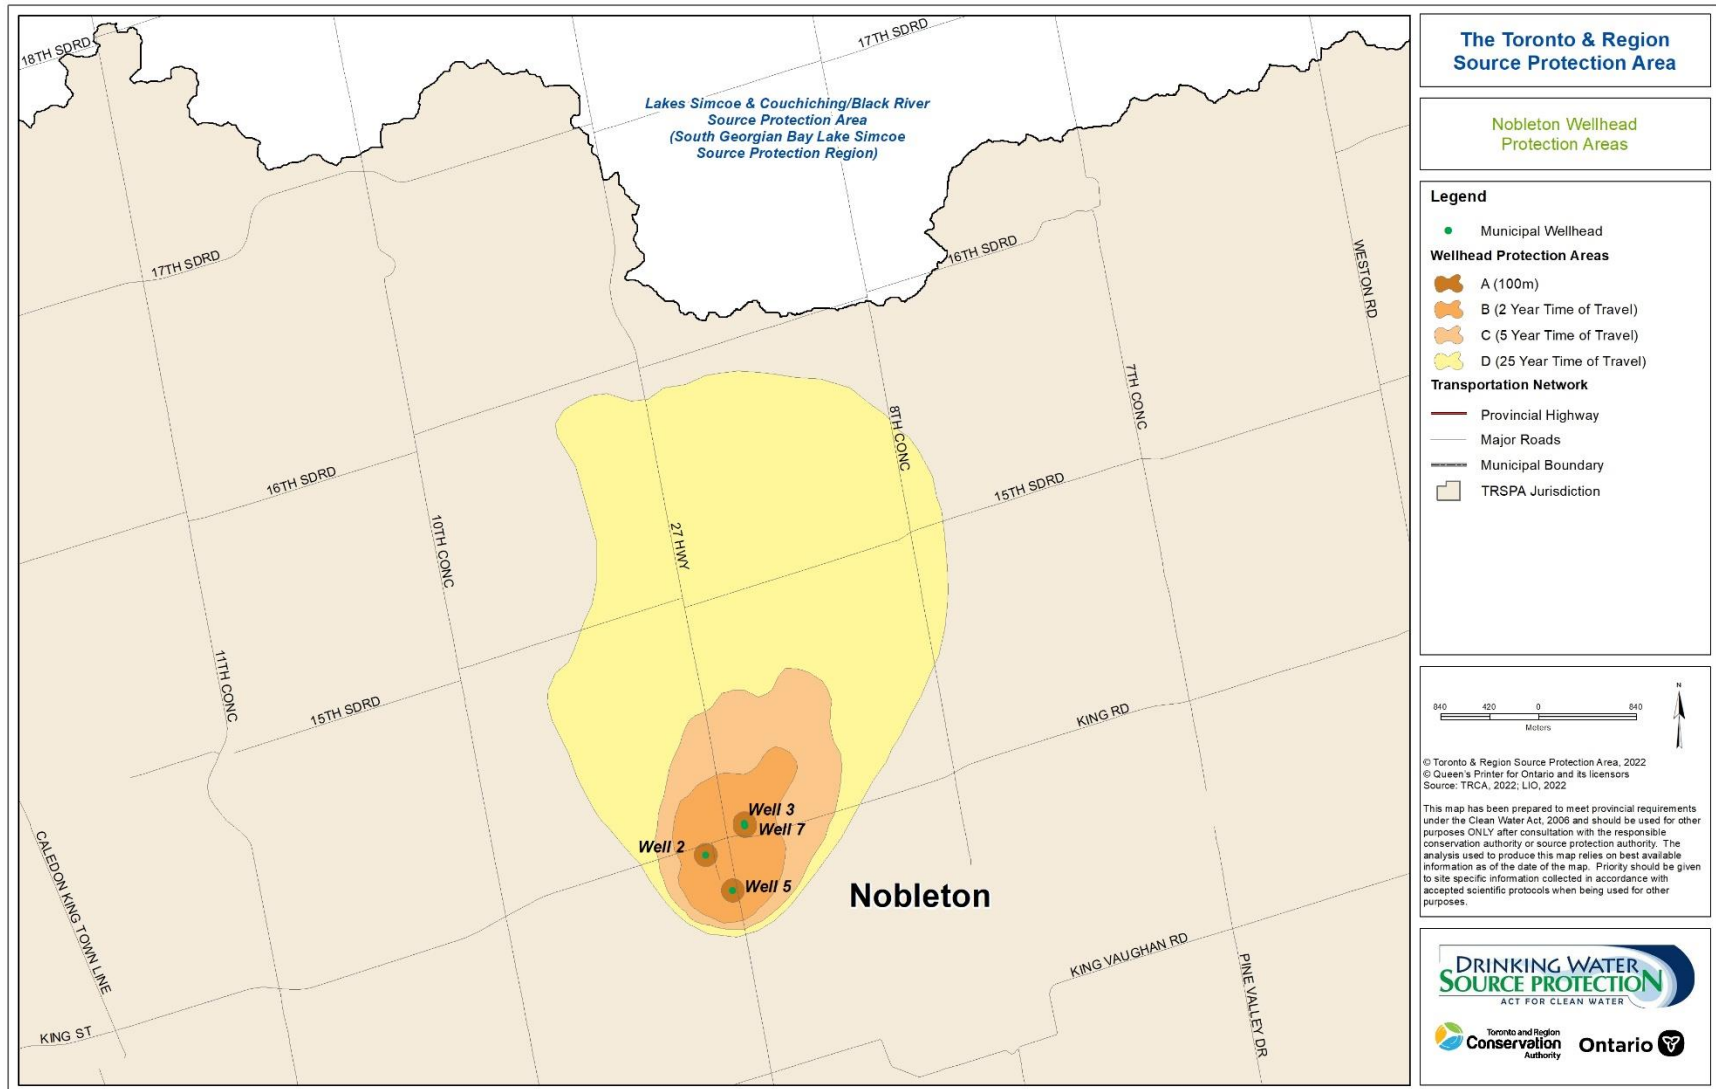 18TH SDRD
17TH SDRD
Lakes Simcoe & Couchiching/Black River
Source Protection Area
(South Georgian Bay Lake Simcoe
Source Protection Region)
17TH SDRD
16TH SDRD
WESTON RD
7TH CONC
8TH CONC
16TH SDRD
15TH SDRD
10TH CONC
27 HWY
11TH CONC
15TH SDRD
KING RD
Well 3
Well 7
Well 2
Well 5
Nobleton
CALEDON KING TOWN LINE
KING VAUGHAN RD
PINE VALLEY DR
KING ST
The Toronto & Region
Source Protection Area
Nobleton Wellhead
Protection Areas
Legend
Municipal Wellhead
Wellhead Protection Areas
A (100m)
B (2 Year Time of Travel)
C (5 Year Time of Travel)
D (25 Year Time of Travel)
Transportation Network
Provincial Highway
Major Roads
Municipal Boundary
TRSPA Jurisdiction
840 420 0 840
Meters
N
© Toronto & Region Source Protection Area, 2022
© Queen's Printer for Ontario and its licensors
Source: TRCA, 2022; LIO, 2022
This map has been prepared to meet provincial requirements
under the Clean Water Act, 2006 and should be used for other
purposes ONLY after consultation with the responsible
conservation authority or source protection authority. The
analysis used to produce this map relies on best available
information as of the date of the map. Priority should be given
to site specific information collected in accordance with
accepted scientific protocols when being used for other
purposes.
DRINKING WATER
SOURCE PROTECTION
ACT FOR CLEAN WATER
Toronto and Region
Conservation
Authority
Ontario